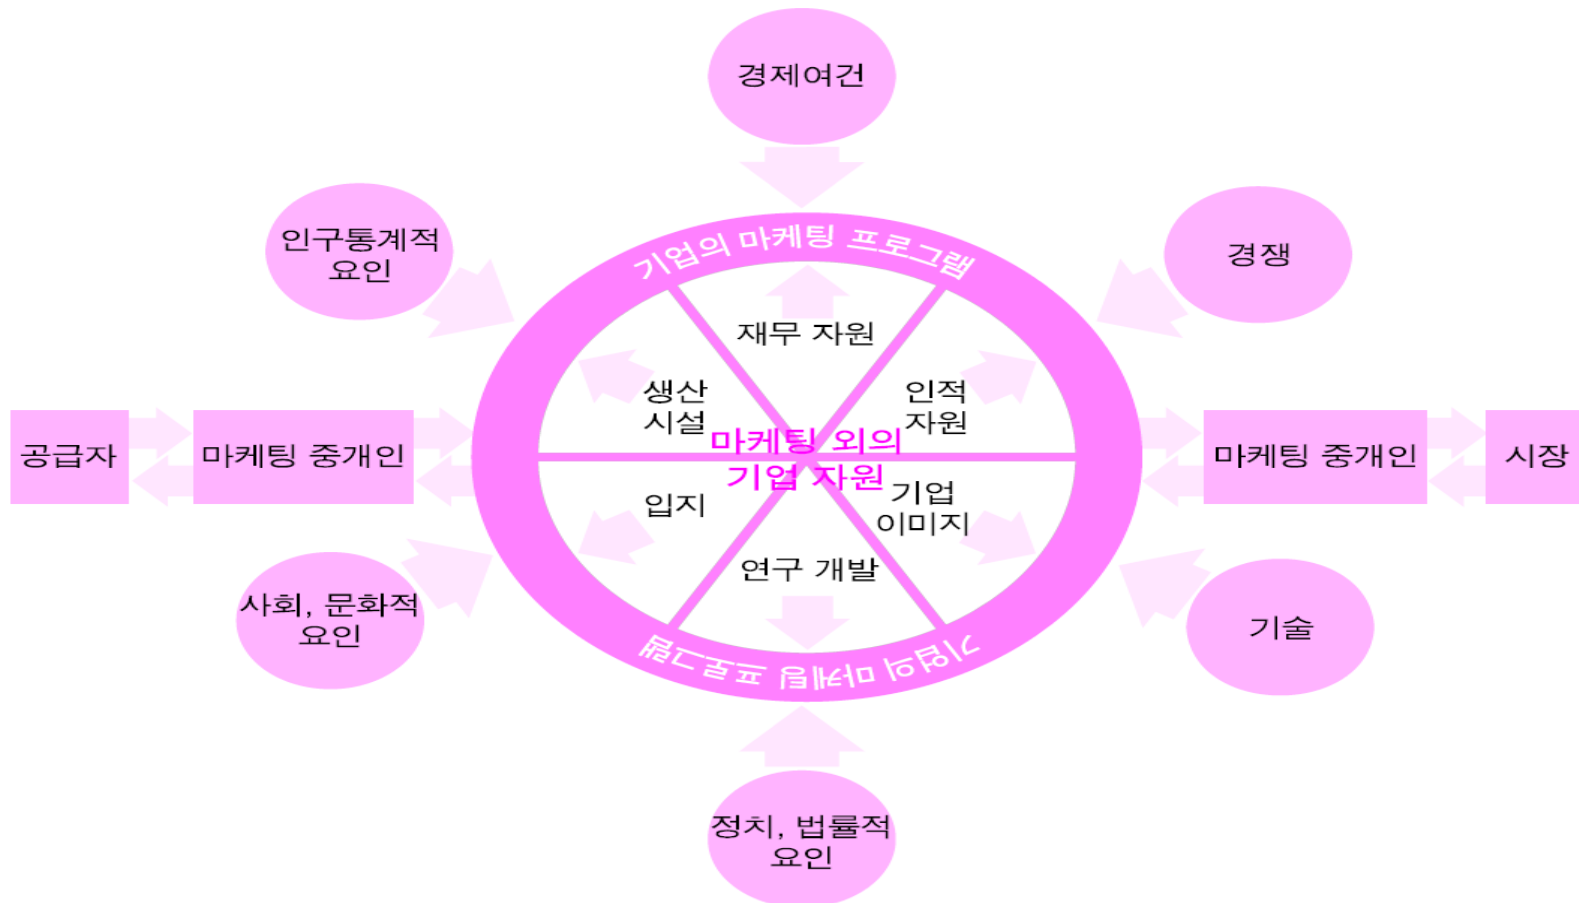 경제여건
인구통계적
요인
경쟁
기업의 마케팅 프로그램
재무 자원
생산
시설
인적
자원
공급자
마케팅 중개인
마케팅 외의
기업 자원
마케팅 중개인
시장
입지
기업
이미지
연구 개발
사회, 문화적
요인
기술
기업의 마케팅 프로그램
정치, 법률적
요인